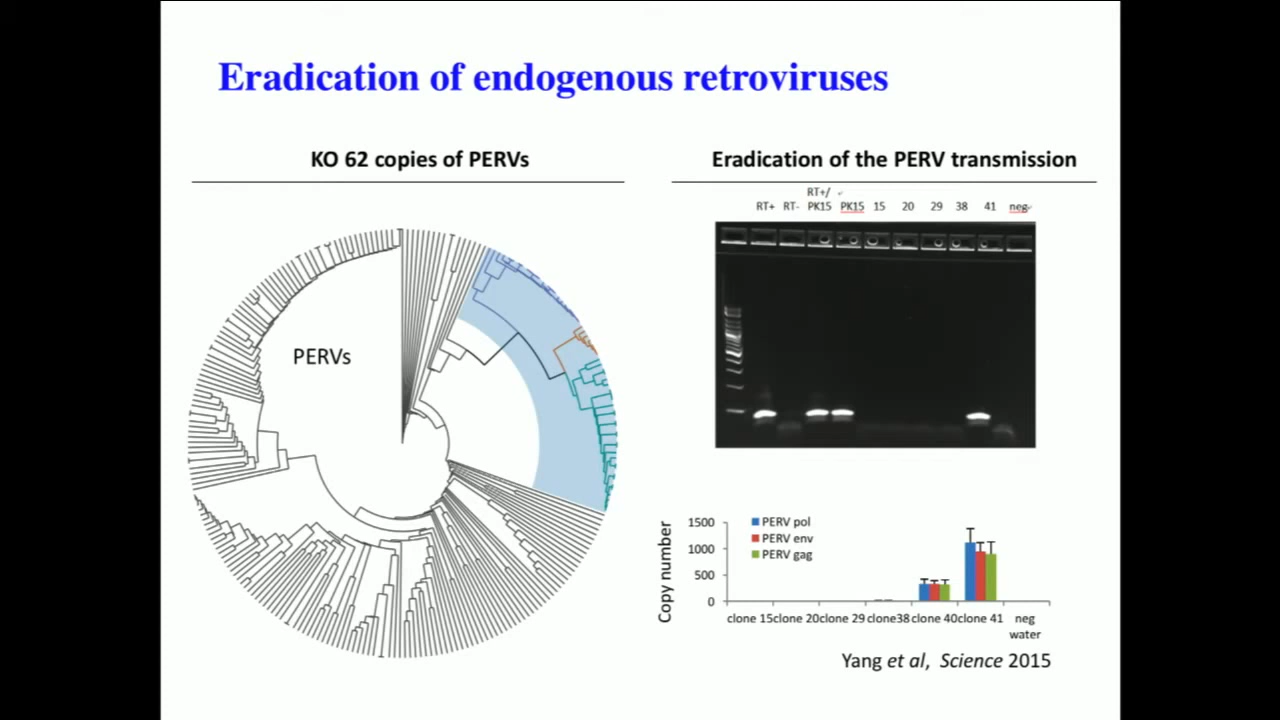 Eradication of endogenous retroviruses
KO 62 copies of PERVs
PERVs
Eradication of the PERV transmission
RT+/
RT+ RT- PK15 PK15 15 20 29 38 41 neg
Copy number
1500
1000
500
0
PERV pol
PERV env
PERV gag
clone 15clone 20clone 29 clone38 clone 40clone 41 neg
water
Yang et al, Science 2015